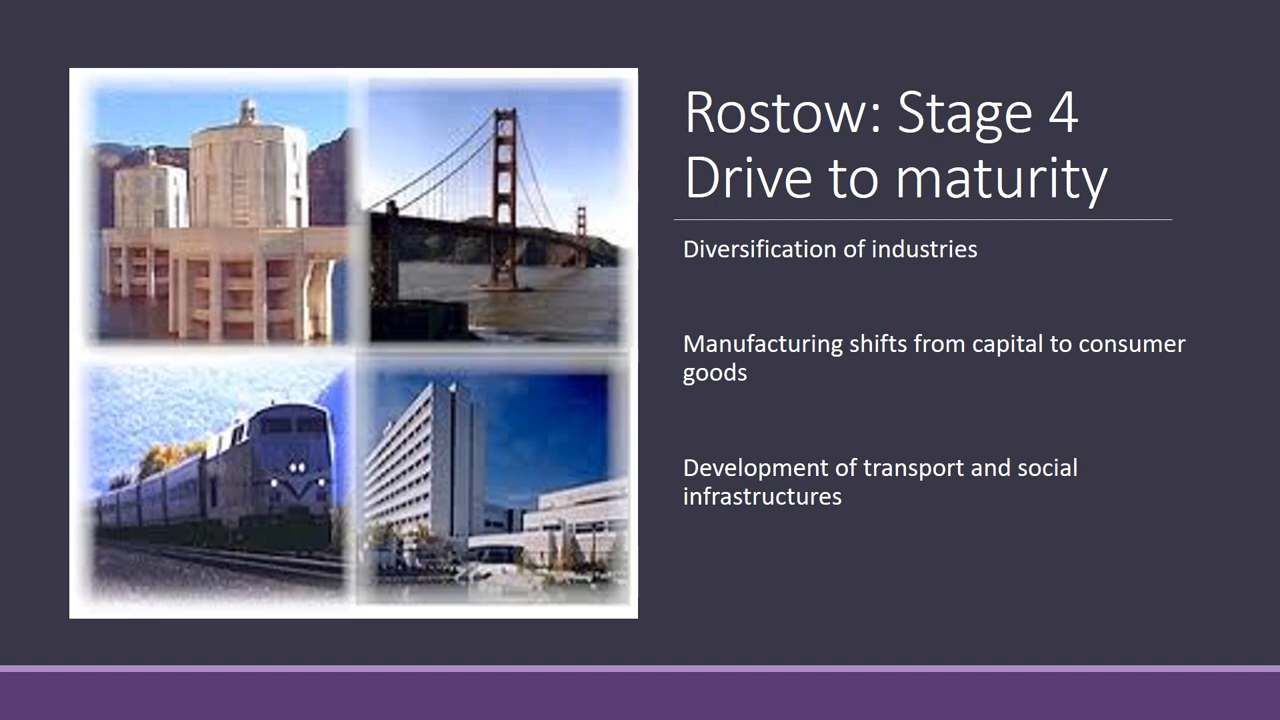 Rostow: Stage 4
Drive to maturity
Diversification of industries
Manufacturing shifts from capital to consumer
goods
Development of transport and social
infrastructures